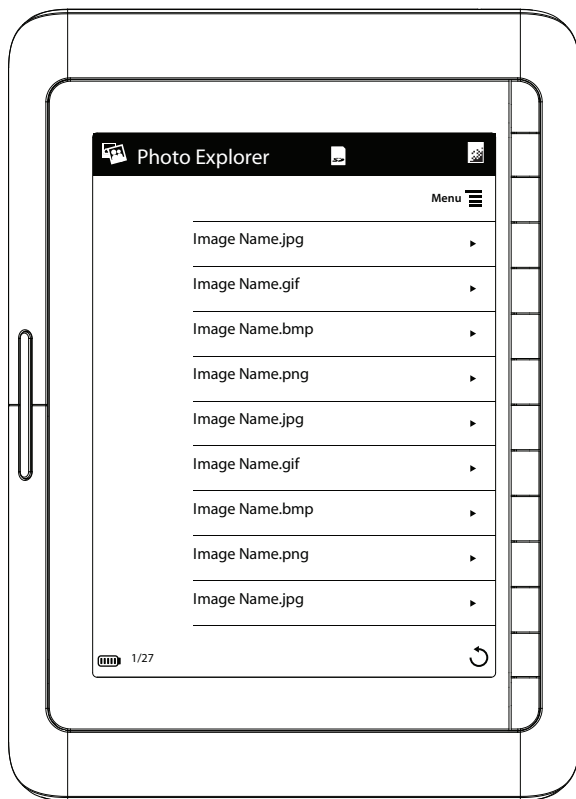 Photo Explorer
Menu
Image Name.jpg
Image Name.gif
Image Name.bmp
Image Name.png
Image Name.jpg
Image Name.gif
Image Name.bmp
Image Name.png
Image Name.jpg
1/27